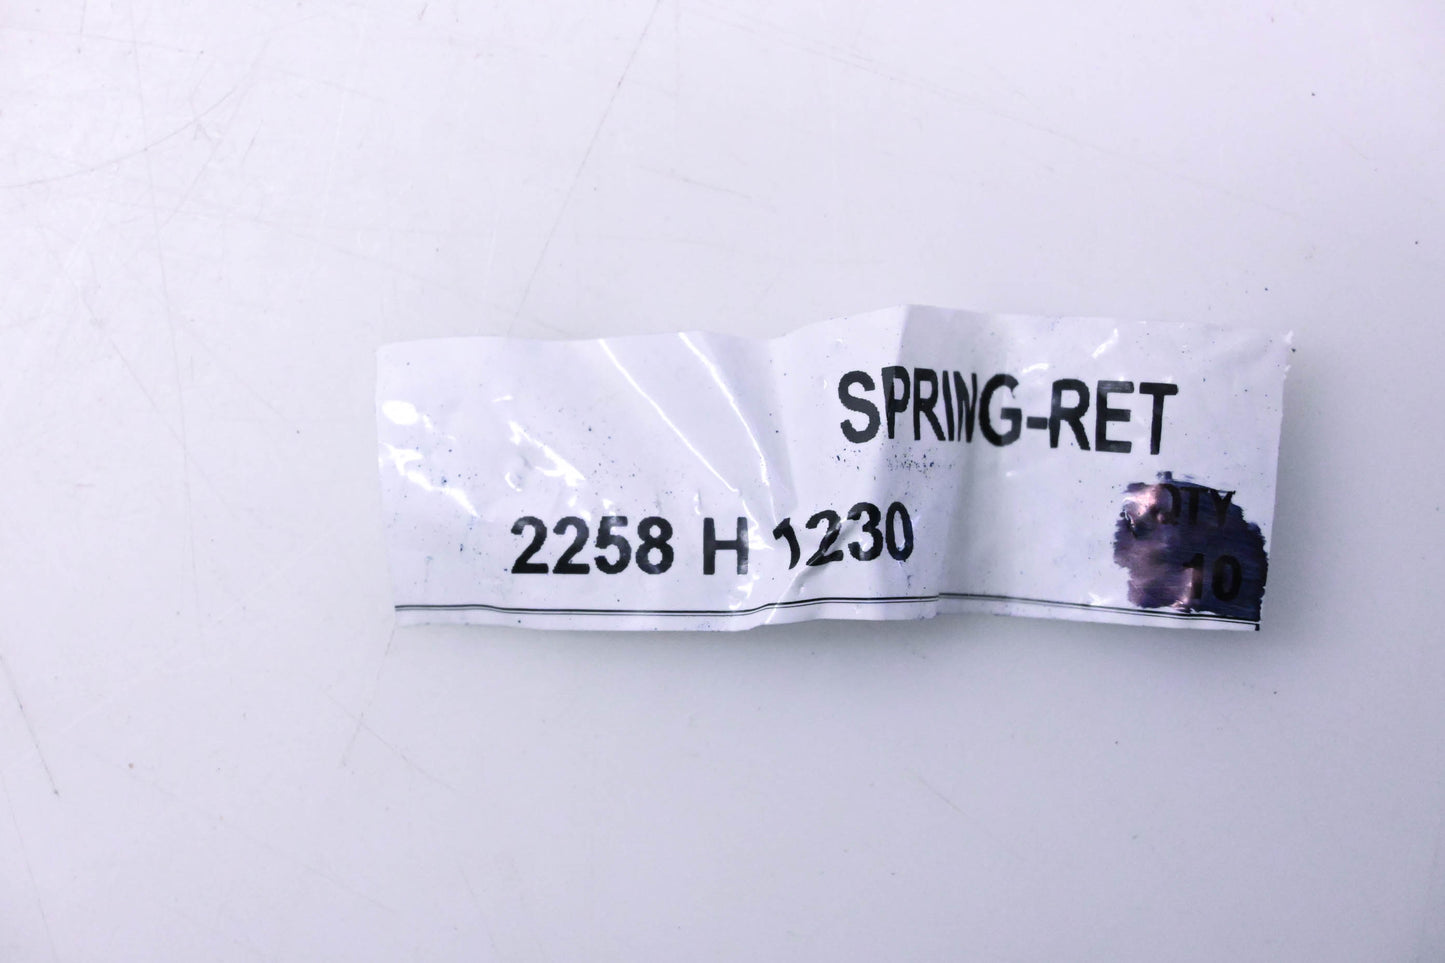 SPRING-RET
2258 H 1230
QTY
10